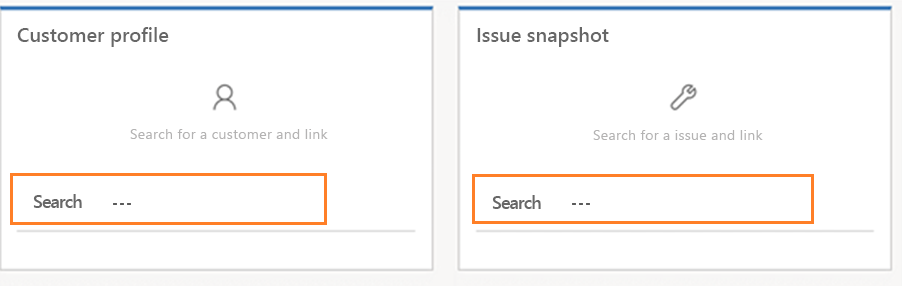 Customer profile
Search for a customer and link
Search ---
Issue snapshot
Search for a issue and link
Search ---